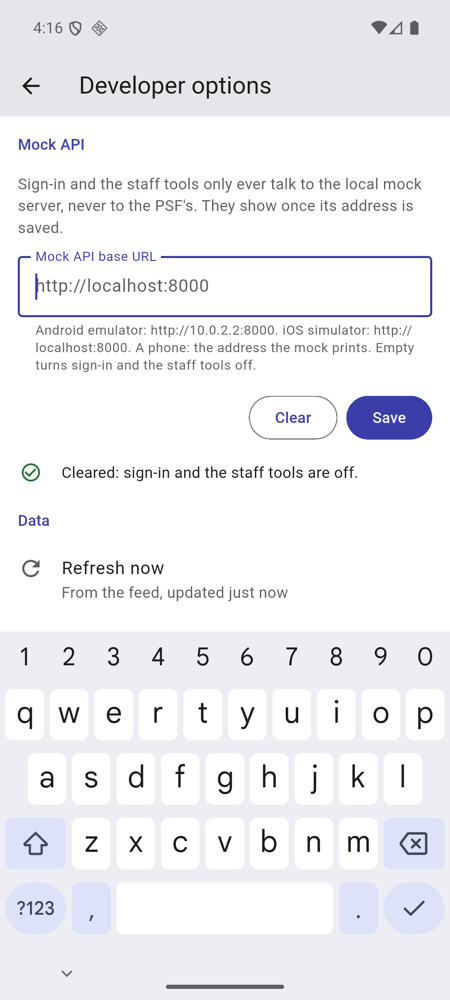 4:16
Developer options
Mock API
Sign-in and the staff tools only ever talk to the local mock
server, never to the PSF's. They show once its address is
saved.
Mock API base URL
http://localhost:8000
Android emulator: http://10.0.2.2:8000. iOS simulator: http://
localhost:8000. A phone: the address the mock prints. Empty
turns sign-in and the staff tools off.
Clear Save
Cleared: sign-in and the staff tools are off.
Data
Refresh now
From the feed, updated just now
1 2 3 4 5 6 7 8 9 0
q w e r t y u i o p
a s d f g h j k l
z x c v b n m
?123 , .